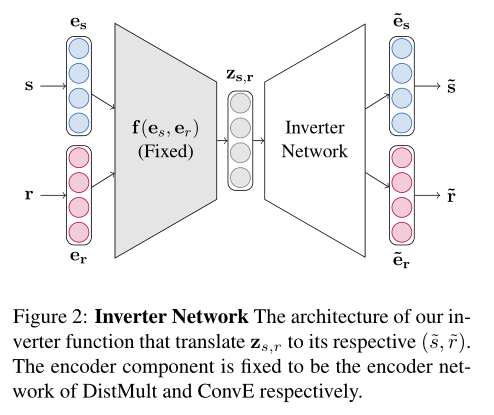 e_s
ẽ_s
z_{s,r}
s
s̃
f(e_s, e_r)
(Fixed)
Inverter
Network
r
r̃
e_r
ẽ_r
Figure 2: Inverter Network The architecture of our in-
verter function that translate z_{s,r} to its respective (s̃, r̃).
The encoder component is fixed to be the encoder net-
work of DistMult and ConvE respectively.